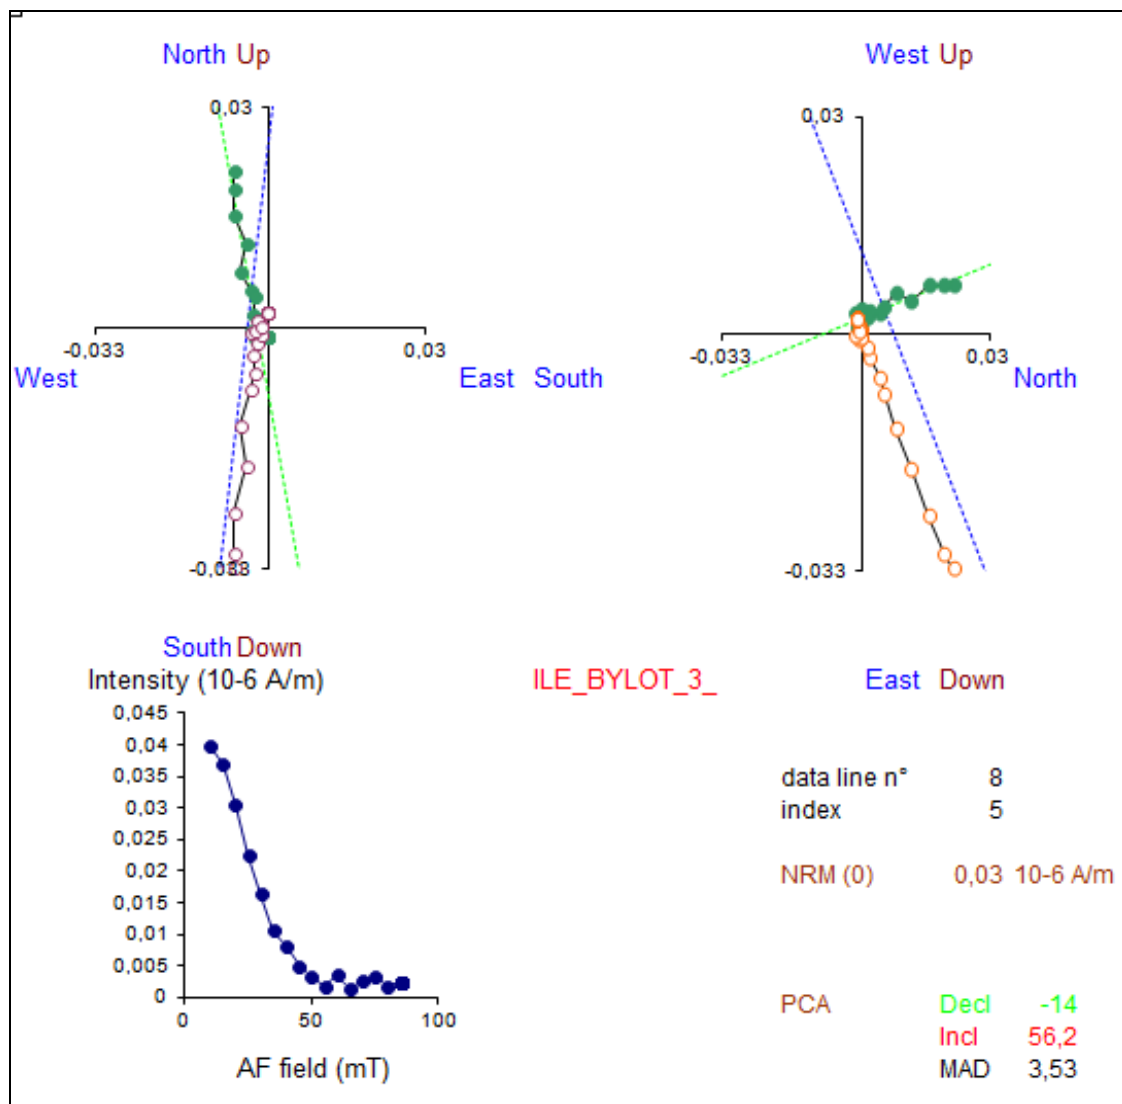 North Up
West Up
0,03
0,03
-0.033
0.03
-0.033
0.03
West
East
South
North
-0,033
-0,033
South Down
Intensity (10-6 A/m)
ILE_BYLOT_3_
East Down
0,045
0,04
0,035
0,03
0,025
0,02
0,015
0,01
0,005
0
0
50
100
AF field (mT)
data line n° 8
index 5
NRM (0) 0,03 10-6 A/m
PCA Decl -14
Incl 56,2
MAD 3,53